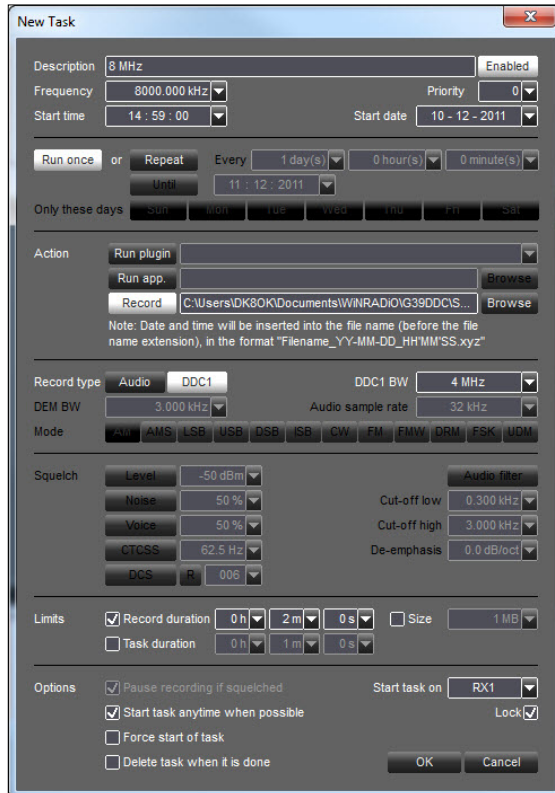 New Task
Description 8 MHz Enabled
Frequency 8000.000 kHz Priority 0
Start time 14 : 59 : 00 Start date 10 - 12 - 2011
Run once or Repeat Every 1 day(s) 0 hour(s) 0 minute(s)
Until 11 : 12 : 2011
Only these days Sun Mon Tue Wed Thu Fri Sat
Action Run plugin
Run app. Browse
Record C:\Users\DK8OK\Documents\WiNRADiO\G39DDC\S... Browse
Note: Date and time will be inserted into the file name (before the file
name extension), in the format "Filename_YY-MM-DD_HH'MM'SS.xyz"
Record type Audio DDC1 DDC1 BW 4 MHz
DEM BW 3.000 kHz Audio sample rate 32 kHz
Mode AM AMS LSB USB DSB ISB CW FM FMW DRM FSK UDM
Squelch Level -50 dBm Audio filter
Noise 50 % Cut-off low 0.300 kHz
Voice 50 % Cut-off high 3.000 kHz
CTCSS 62.5 Hz De-emphasis 0.0 dB/oct
DCS R 006
Limits Record duration 0 h 2 m 0 s Size 1 MB
Task duration 0 h 1 m 0 s
Options Pause recording if squelched Start task on RX1
Start task anytime when possible Lock
Force start of task
Delete task when it is done OK Cancel